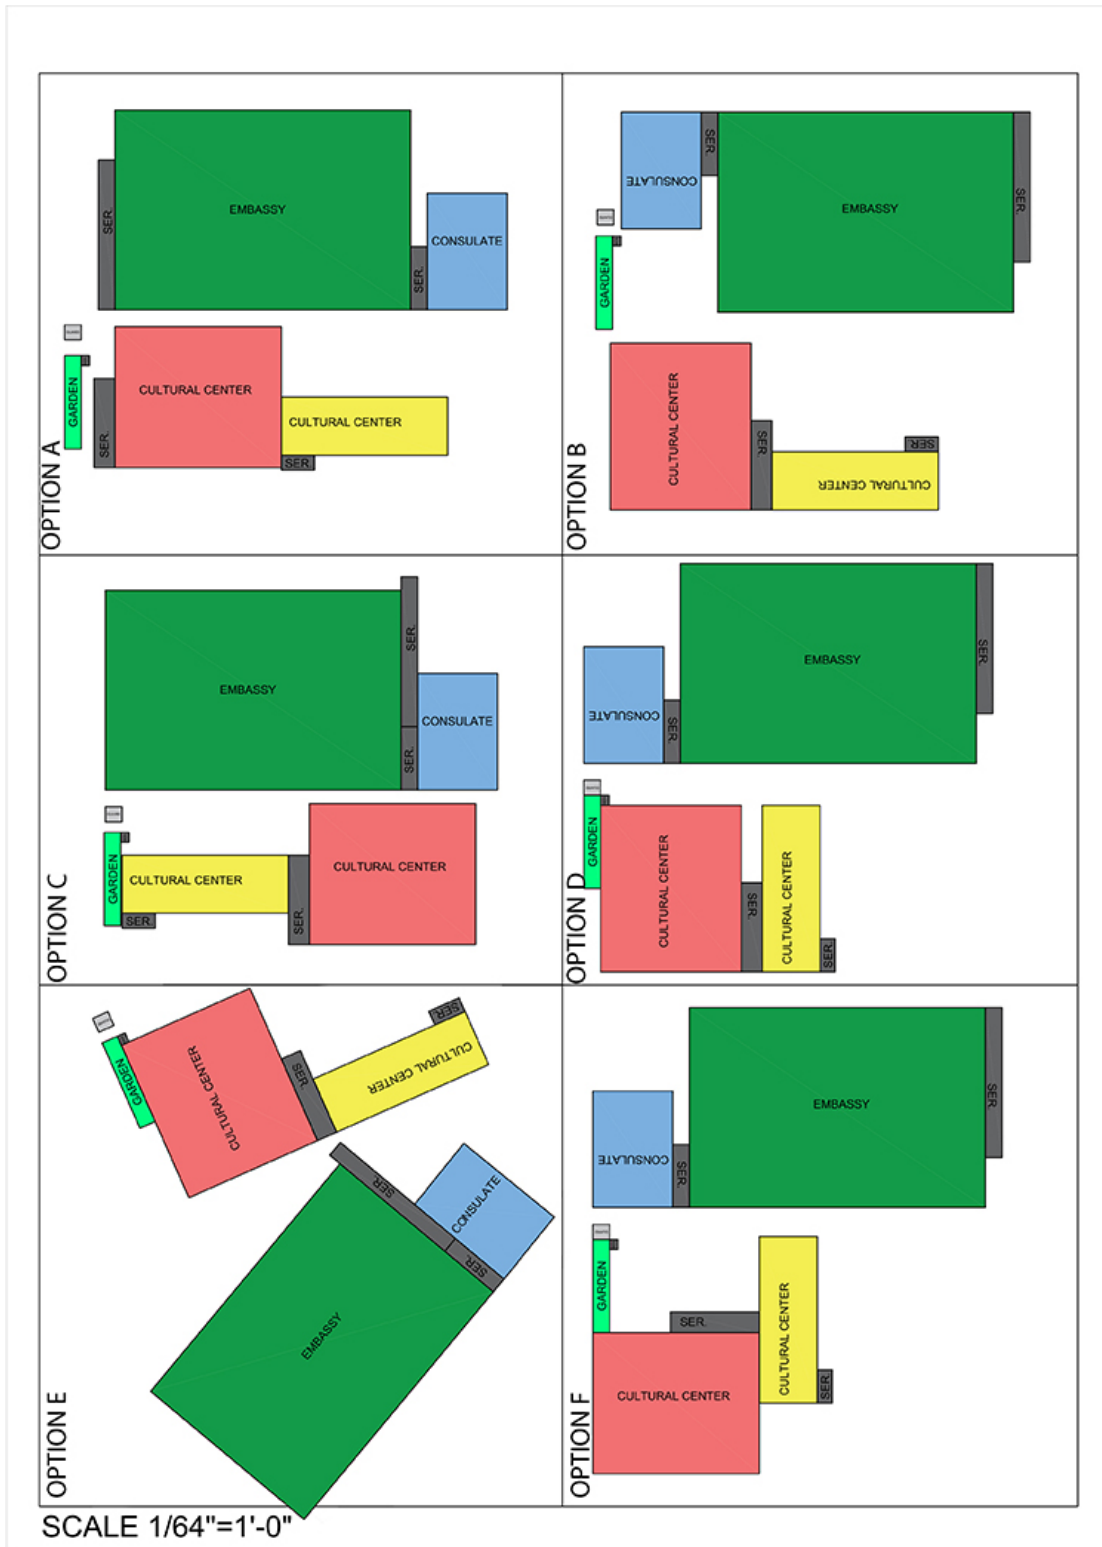 EMBASSY
SER.
CONSULATE
SER.
CULTURAL CENTER
CULTURAL CENTER
GARDEN
SER.
SER
OPTION A
SER.
CONSULATE
EMBASSY
SER.
GARDEN
CULTURAL CENTER
SER.
SER.
CULTURAL CENTER
OPTION B
SER.
EMBASSY
CONSULATE
SER.
GARDEN
CULTURAL CENTER
CULTURAL CENTER
SER.
SER.
OPTION C
EMBASSY
SER.
CONSULATE
SER.
GARDEN
CULTURAL CENTER
CULTURAL CENTER
SER.
SER.
OPTION D
SER.
CULTURAL CENTER
GARDEN
SER.
CULTURAL CENTER
SER.
CONSULATE
SER.
EMBASSY
OPTION E
SER.
EMBASSY
CONSULATE
SER.
GARDEN
SER.
CULTURAL CENTER
SER.
CULTURAL CENTER
OPTION F
SCALE 1/64"=1'-0"